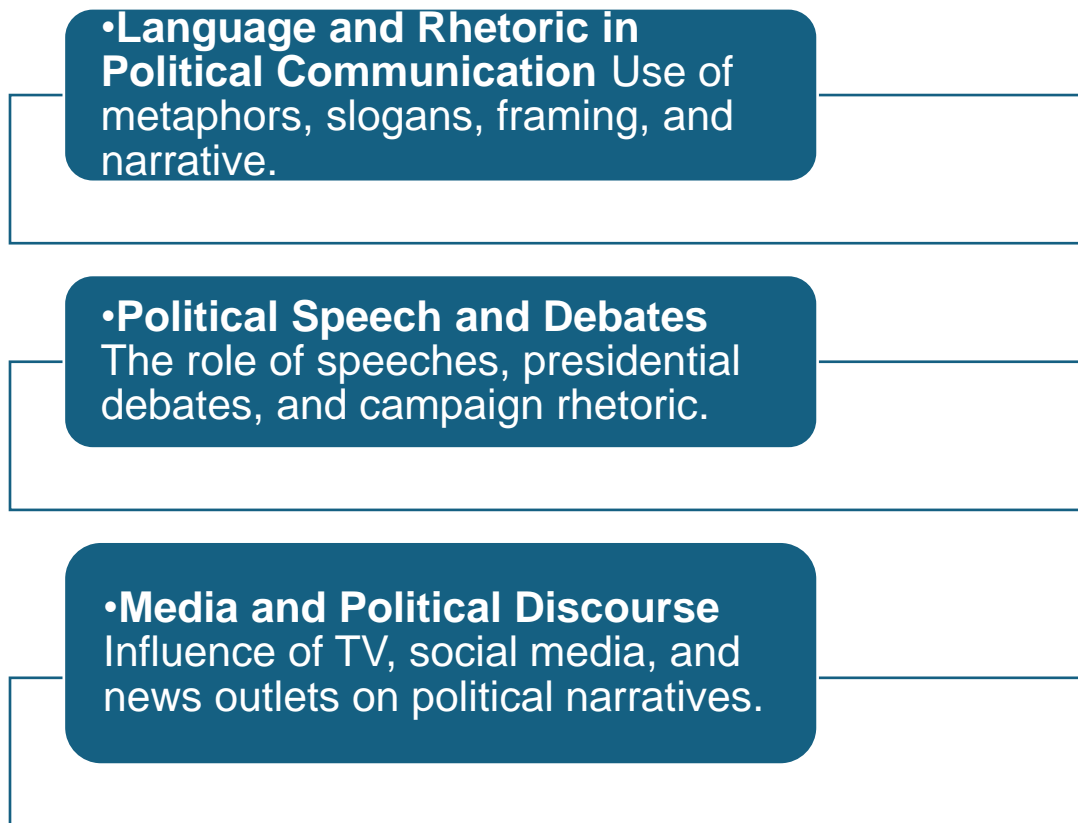 •Language and Rhetoric in
Political Communication Use of
metaphors, slogans, framing, and
narrative.
•Political Speech and Debates
The role of speeches, presidential
debates, and campaign rhetoric.
•Media and Political Discourse
Influence of TV, social media, and
news outlets on political narratives.